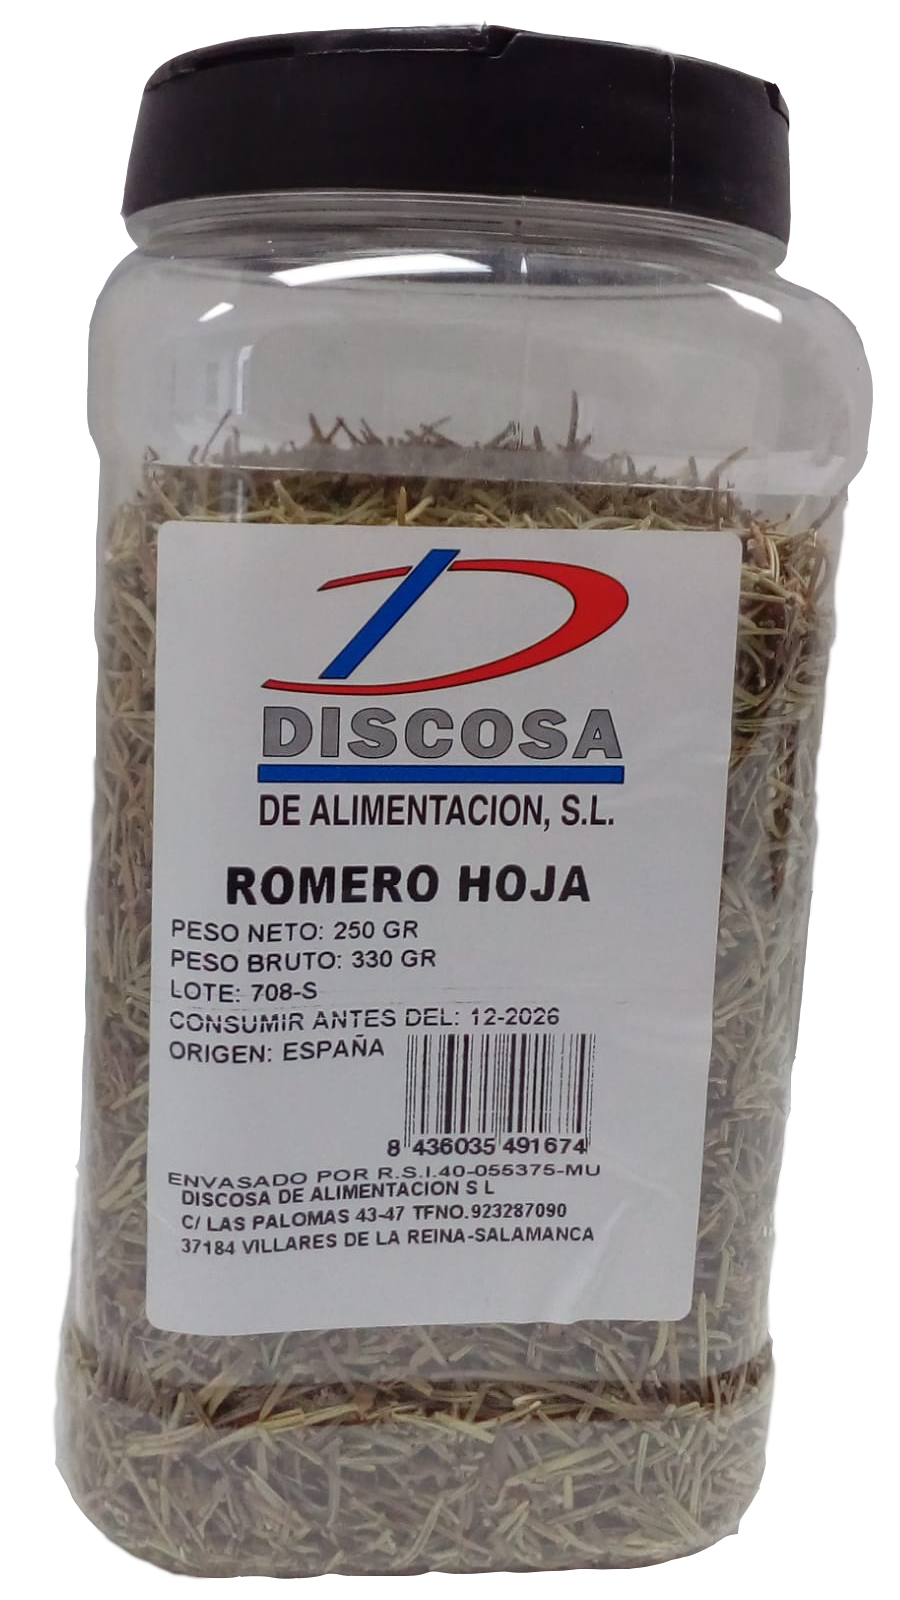 DISCOSA
DE ALIMENTACION, S.L.
ROMERO HOJA
PESO NETO: 250 GR
PESO BRUTO: 330 GR
LOTE: 708-S
CONSUMIR ANTES DEL: 12-2026
ORIGEN: ESPAÑA
8 436035 491674
ENVASADO POR R.S.I.40-055375-MU
DISCOSA DE ALIMENTACION S L
C/ LAS PALOMAS 43-47 TFNO.923287090
37184 VILLARES DE LA REINA-SALAMANCA